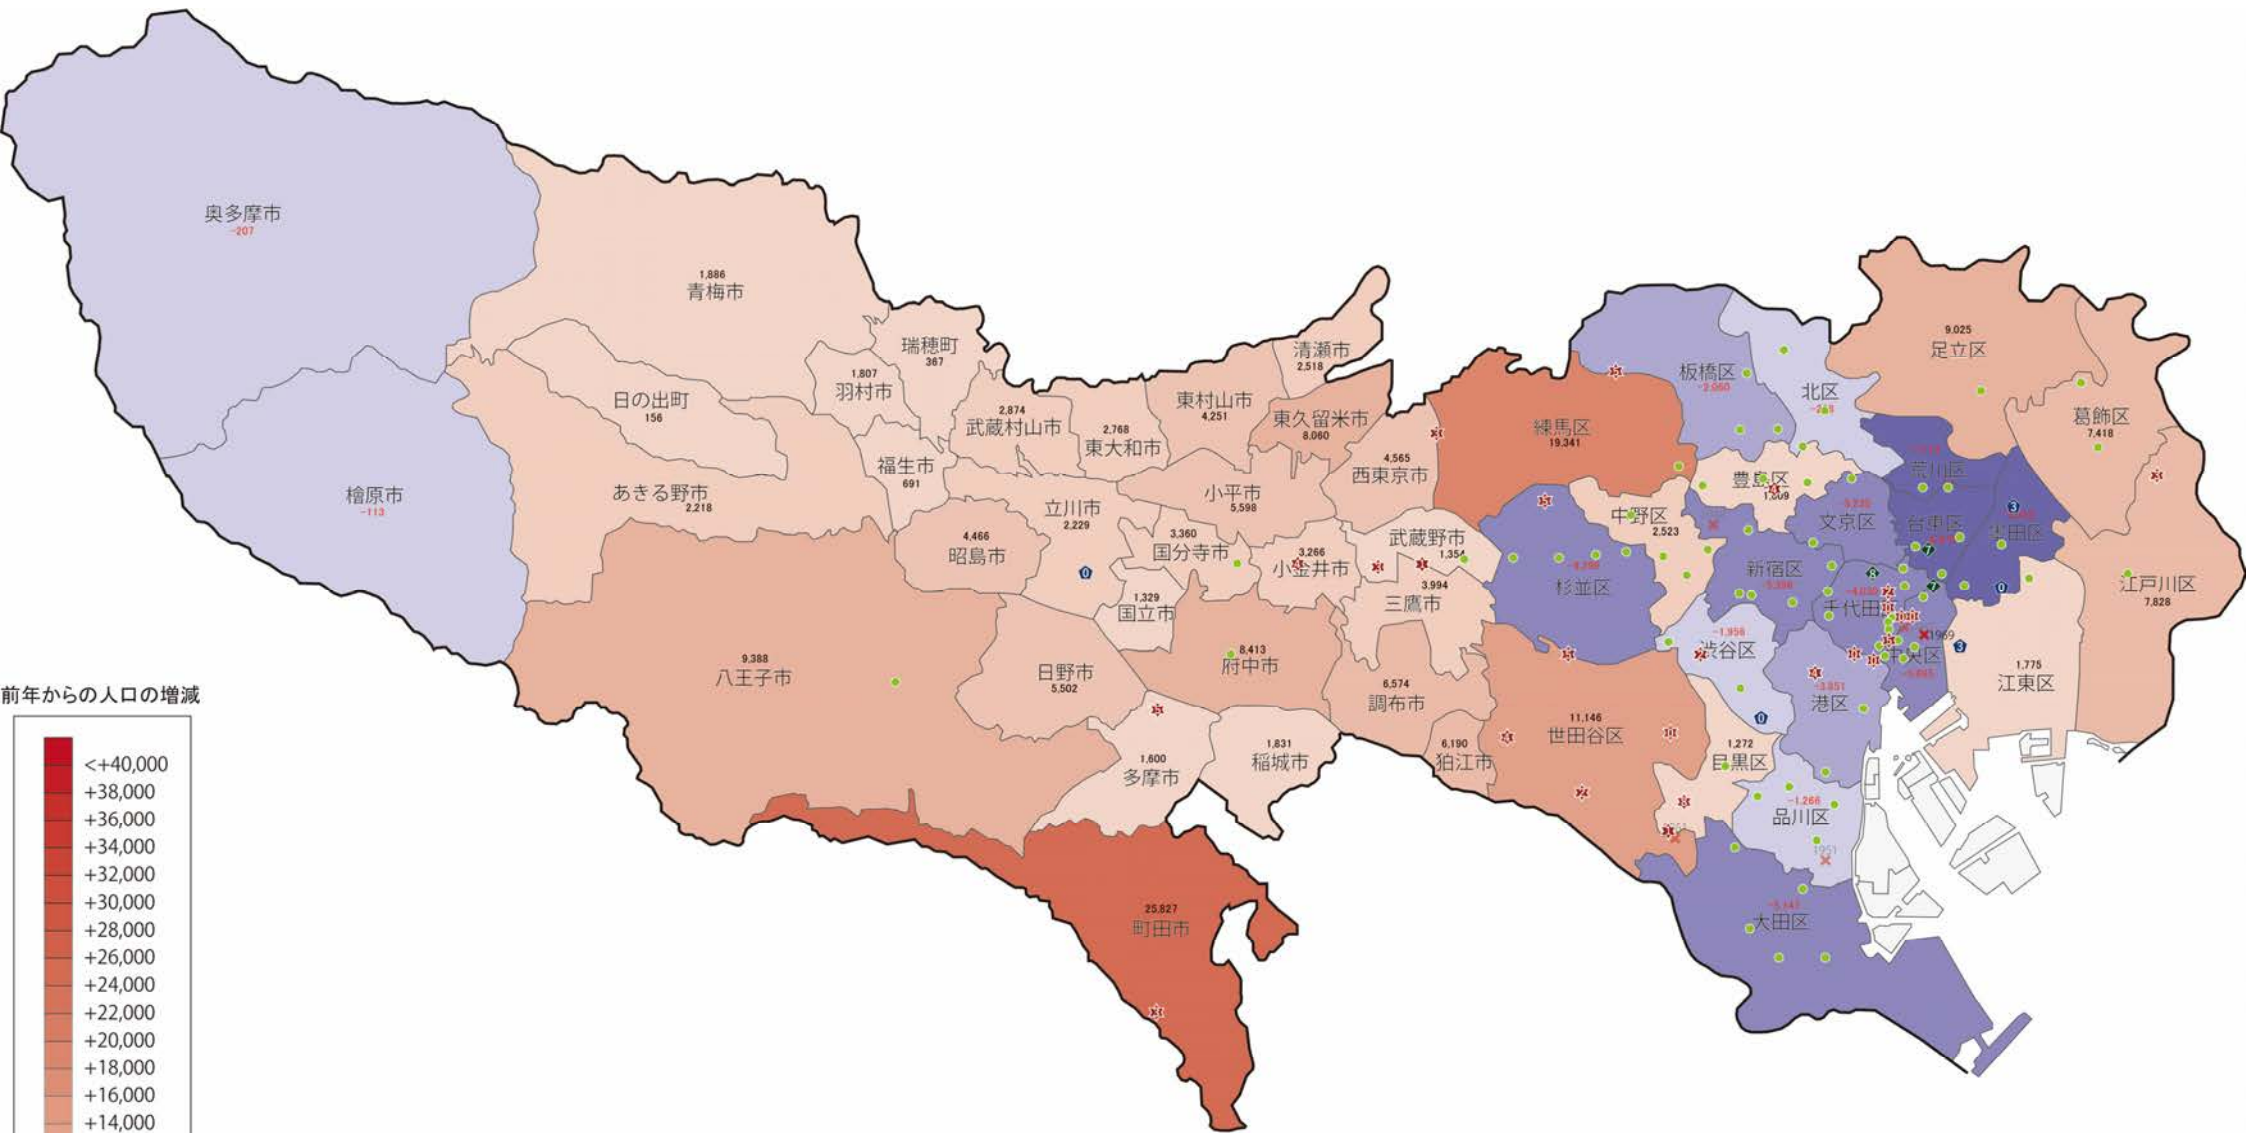 奥多摩市
-207
1,886
青梅市
瑞穂町
367
1,807
羽村市
日の出町
156
檜原市
-113
あきる野市
2,218
福生市
691
2,874
武蔵村山市
2,768
東大和市
東村山市
4,251
清瀬市
2,518
東久留米市
8,060
4,565
西東京市
小平市
5,598
立川市
2,229
4,466
昭島市
3,360
国分寺市
3,266
小金井市
武蔵野市
1,354
3,994
三鷹市
1,329
国立市
9,388
八王子市
日野市
5,502
8,413
府中市
6,574
調布市
6,190
狛江市
1,600
多摩市
1,831
稲城市
25,827
町田市
練馬区
19,341
板橋区
-2,060
北区
9,025
足立区
葛飾区
7,418
荒川区
豊島区
1,809
中野区
2,523
文京区
台東区
墨田区
杉並区
新宿区
千代田
江戸川区
7,828
-1,956
渋谷区
1969
中央区
-3,851
港区
1,775
江東区
11,146
世田谷区
1,272
目黒区
-1,266
品川区
1951
-5,147
大田区
前年からの人口の増減
<+40,000
+38,000
+36,000
+34,000
+32,000
+30,000
+28,000
+26,000
+24,000
+22,000
+20,000
+18,000
+16,000
+14,000